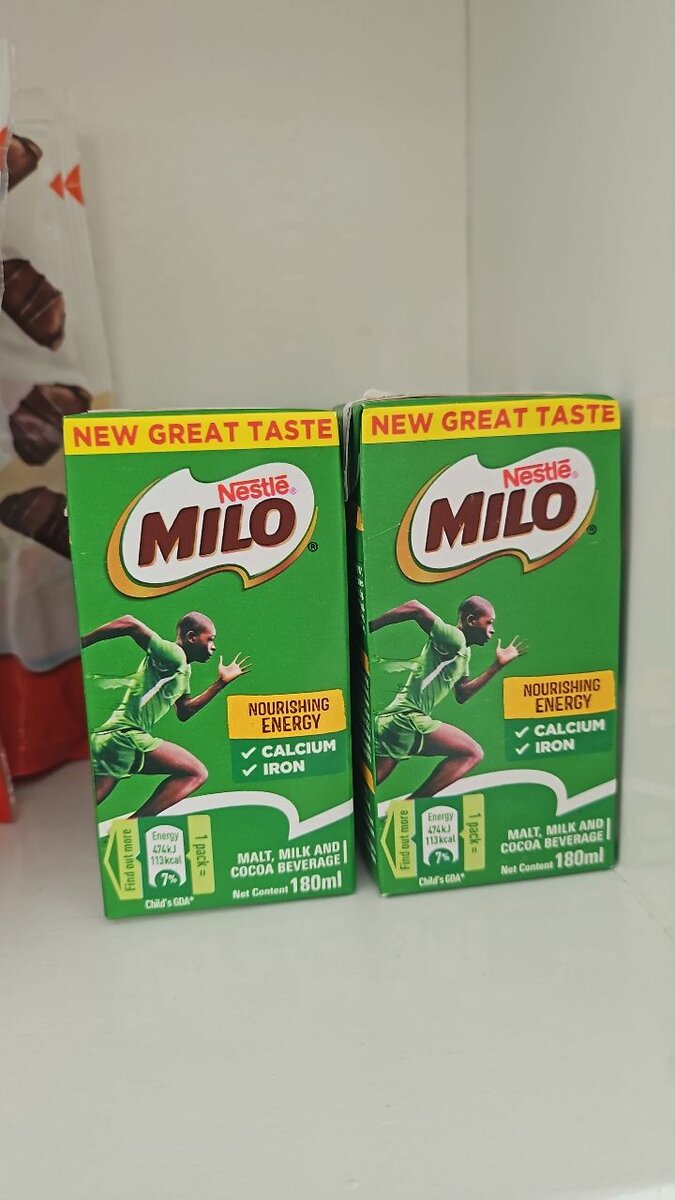 NEW GREAT TASTE
Nestlē®
MILO®
NOURISHING
ENERGY
✓ CALCIUM
✓ IRON
Find out more
Energy
474kJ
113kcal
7%
1 pack =
Child's GDA*
MALT, MILK AND
COCOA BEVERAGE
Net Content 180ml
NEW GREAT TASTE
Nestlē®
MILO®
NOURISHING
ENERGY
✓ CALCIUM
✓ IRON
Find out more
Energy
474kJ
113kcal
7%
1 pack =
Child's GDA*
MALT, MILK AND
COCOA BEVERAGE
Net Content 180ml